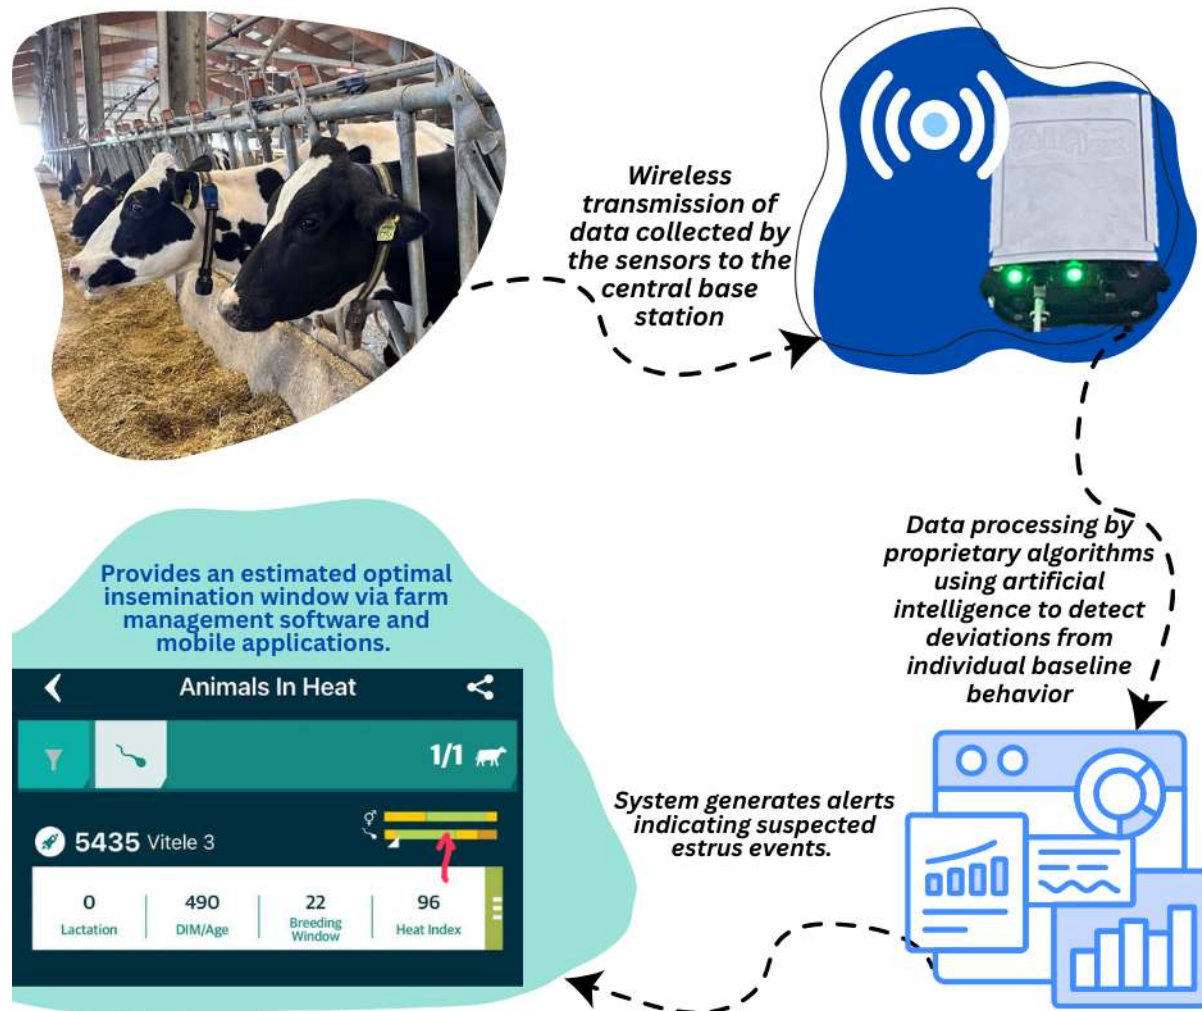 Wireless
transmission of
data collected by
the sensors to the
central base
station
Data processing by
proprietary algorithms
using artificial
intelligence to detect
deviations from
individual baseline
behavior
System generates alerts
indicating suspected
estrus events.
Provides an estimated optimal
insemination window via farm
management software and
mobile applications.
Animals In Heat
1/1
5435 Vitele 3
0 490 22 96
Lactation DIM/Age Breeding Window Heat Index